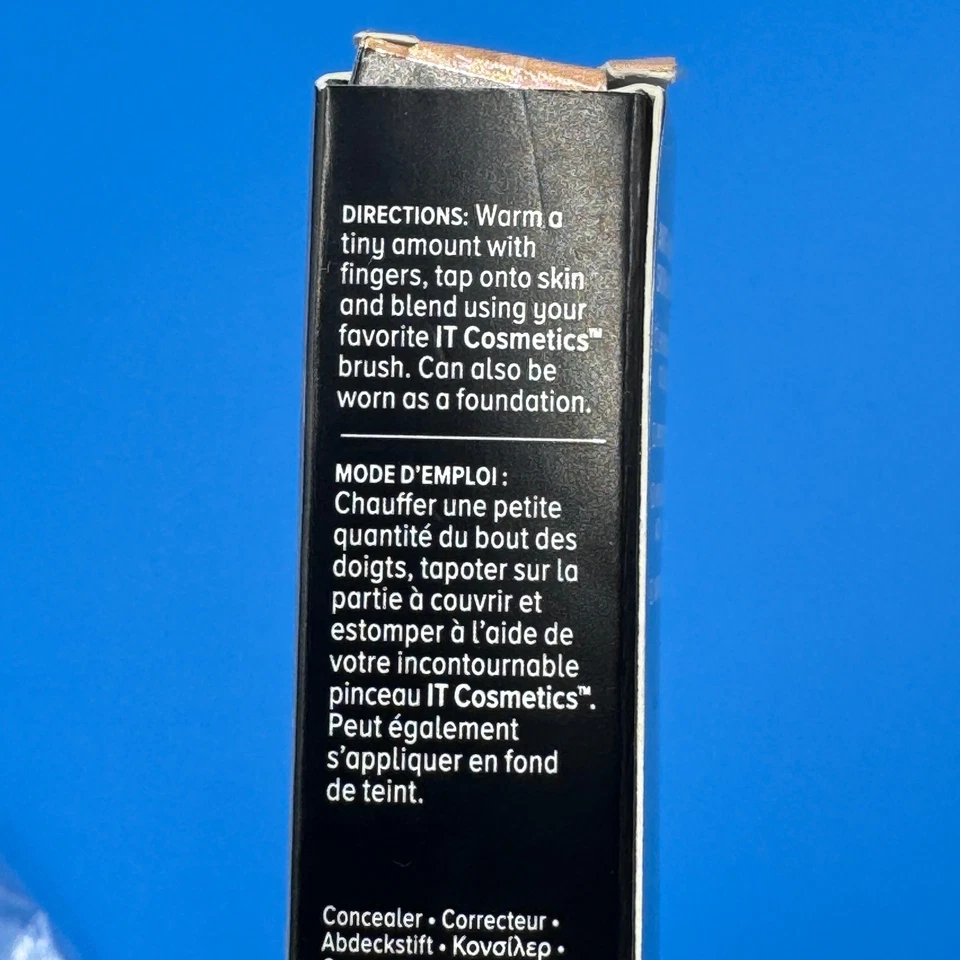 DIRECTIONS: Warm a
tiny amount with
fingers, tap onto skin
and blend using your
favorite IT Cosmetics™
brush. Can also be
worn as a foundation.
MODE D'EMPLOI :
Chauffer une petite
quantité du bout des
doigts, tapoter sur la
partie à couvrir et
estomper à l'aide de
votre incontournable
pinceau IT Cosmetics™.
Peut également
s'appliquer en fond
de teint.
Concealer • Correcteur •
Abdeckstift • Κονσίλερ •